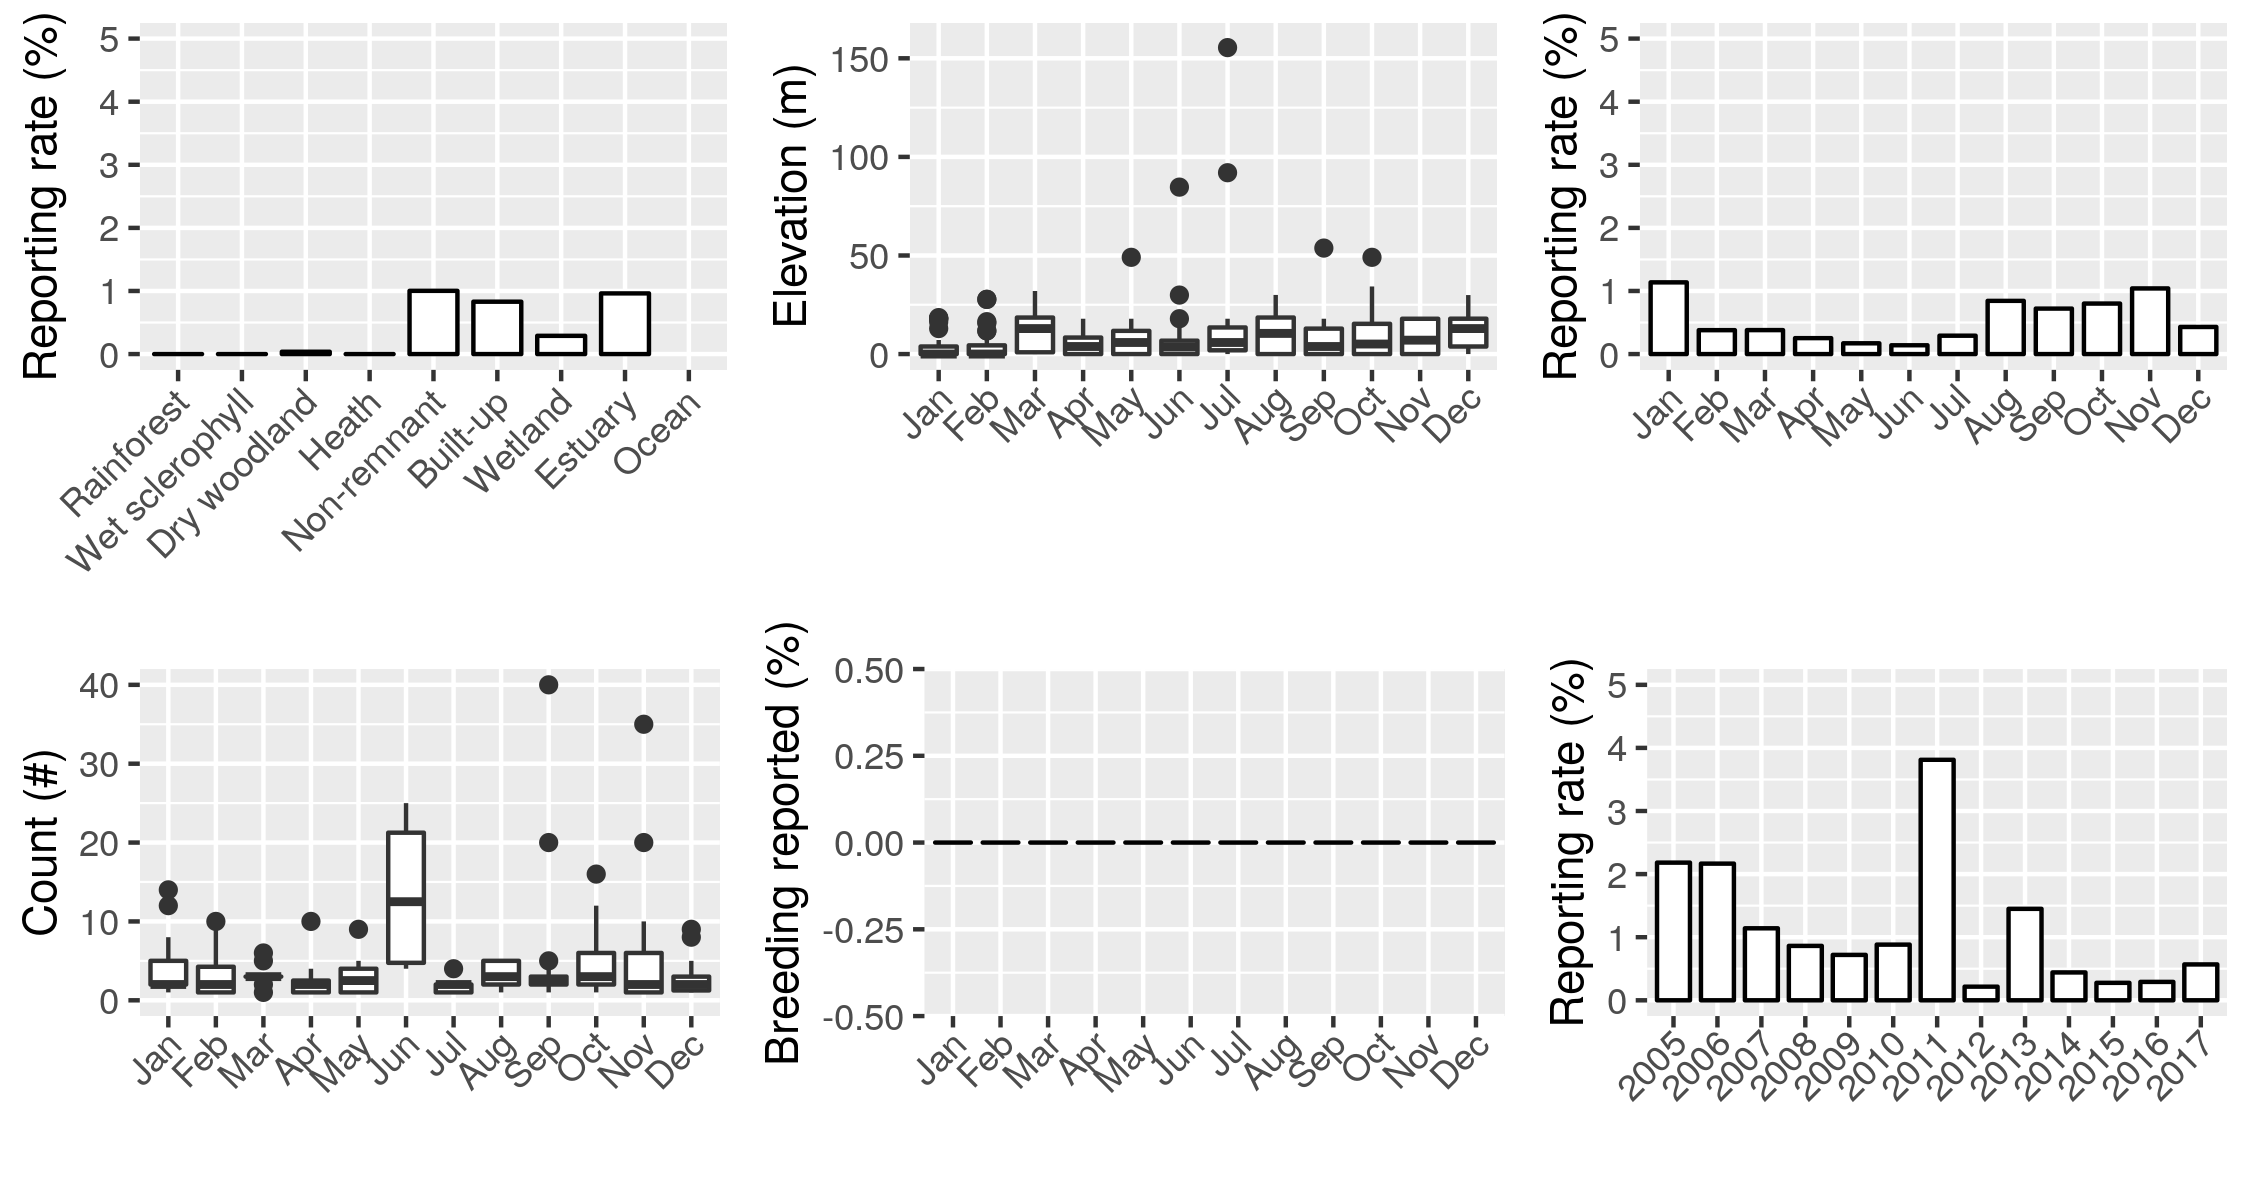 Reporting rate (%)
5
4
3
2
1
0
Rainforest
Wet sclerophyll
Dry woodland
Heath
Non-remnant
Built-up
Wetland
Estuary
Ocean
Elevation (m)
150
100
50
0
Jan
Feb
Mar
Apr
May
Jun
Jul
Aug
Sep
Oct
Nov
Dec
Reporting rate (%)
5
4
3
2
1
0
Jan
Feb
Mar
Apr
May
Jun
Jul
Aug
Sep
Oct
Nov
Dec
Count (#)
40
30
20
10
0
Jan
Feb
Mar
Apr
May
Jun
Jul
Aug
Sep
Oct
Nov
Dec
Breeding reported (%)
0.50
0.25
0.00
-0.25
-0.50
Jan
Feb
Mar
Apr
May
Jun
Jul
Aug
Sep
Oct
Nov
Dec
Reporting rate (%)
5
4
3
2
1
0
2005
2006
2007
2008
2009
2010
2011
2012
2013
2014
2015
2016
2017